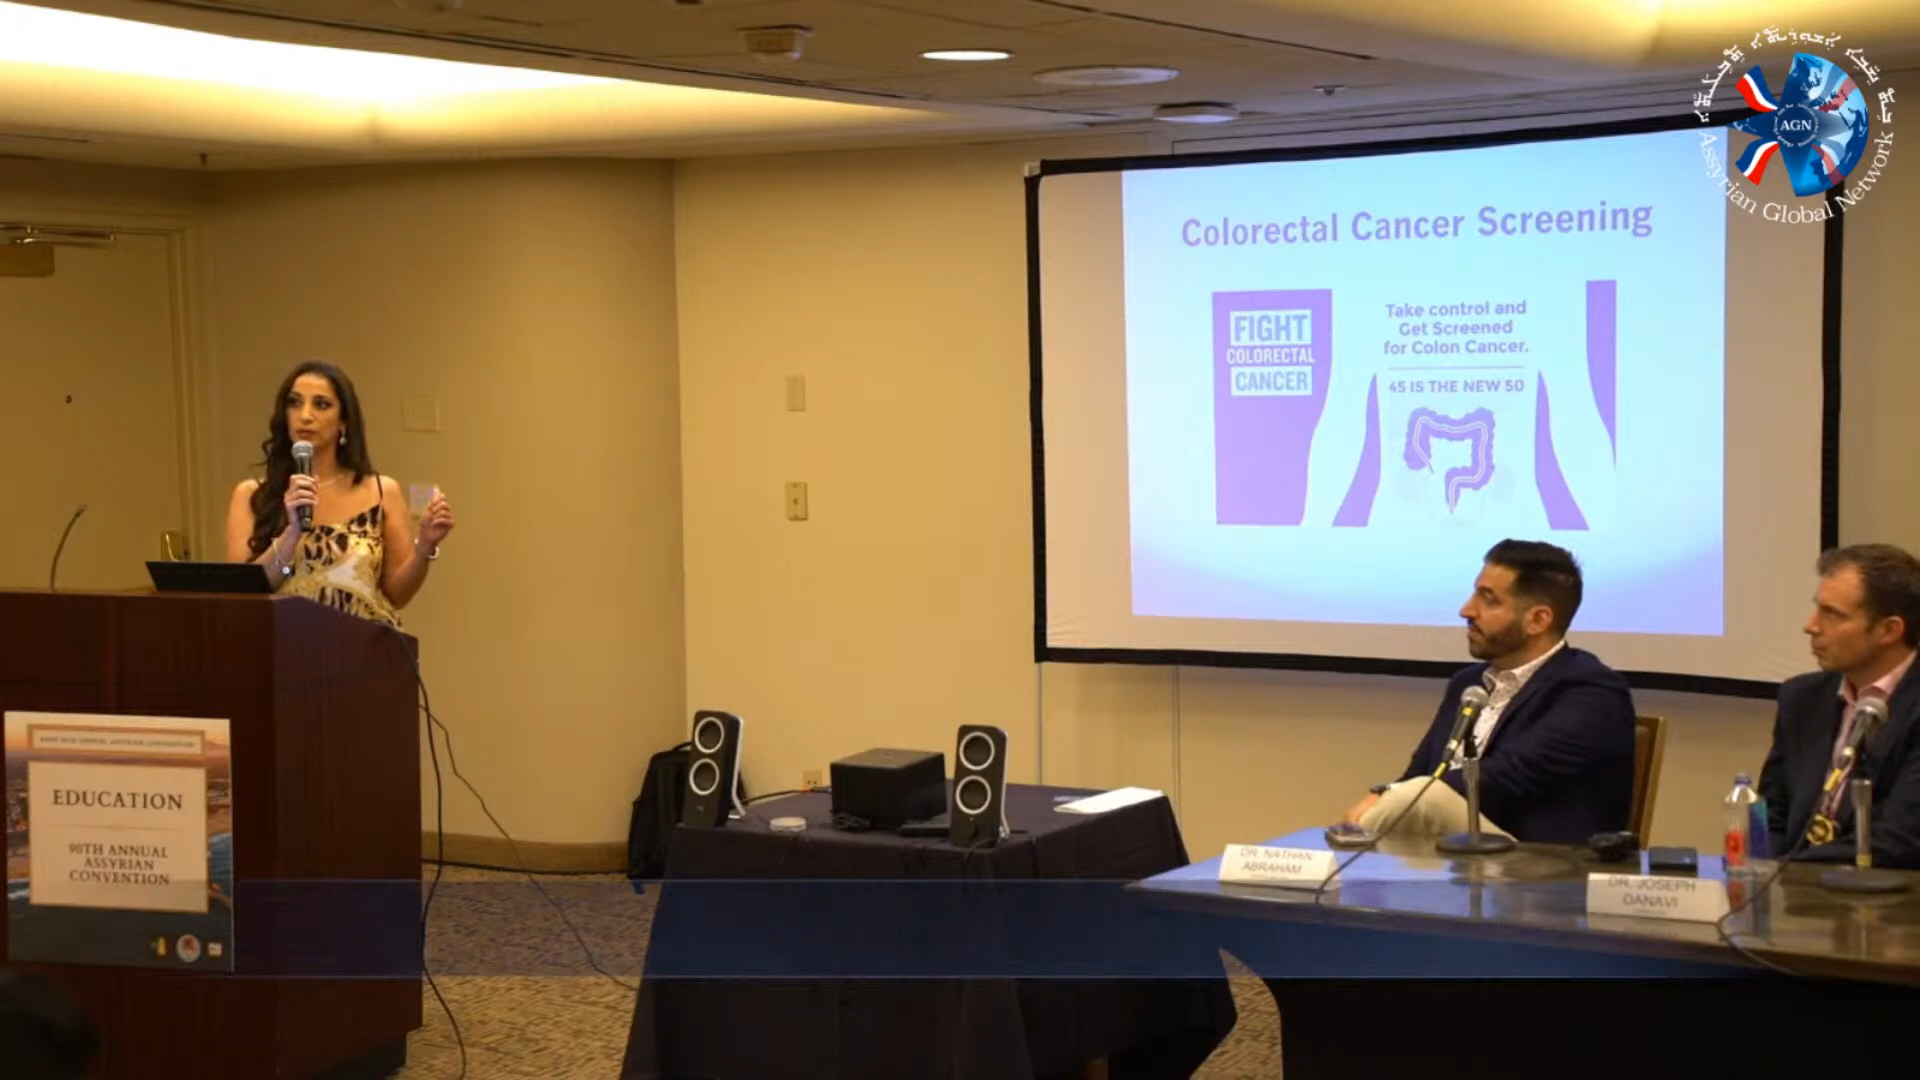 AGN
Assyrian Global Network
Colorectal Cancer Screening
FIGHT
COLORECTAL
CANCER
Take control and
Get Screened
for Colon Cancer.
45 IS THE NEW 50
EDUCATION
90TH ANNUAL
ASSYRIAN
CONVENTION
DR. NATHAN
ABRAHAM
DR. JOSEPH
DANAVI